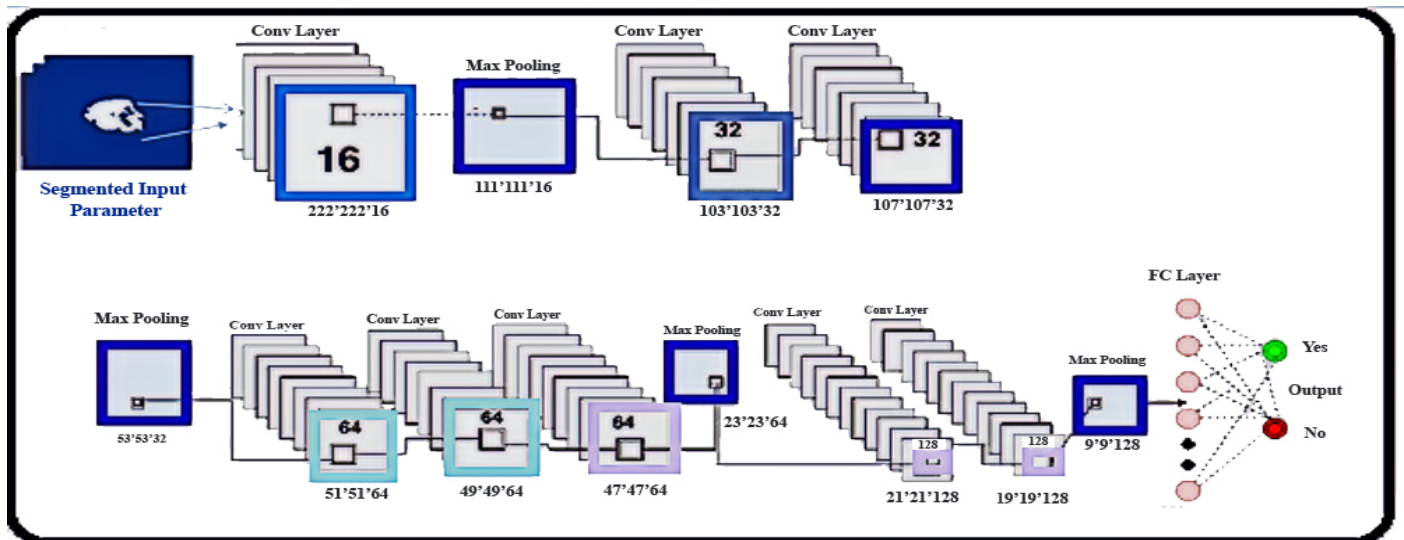 Conv Layer
Max Pooling
Conv Layer
Conv Layer
16
32
32
Segmented Input
Parameter
222’222’16
111’111’16
103’103’32
107’107’32
FC Layer
Max Pooling
Conv Layer
Conv Layer
Conv Layer
Max Pooling
Conv Layer
Conv Layer
Max Pooling
Yes
Output
No
64
64
64
128
128
53’53’32
51’51’64
49’49’64
47’47’64
23’23’64
21’21’128
19’19’128
9’9’128